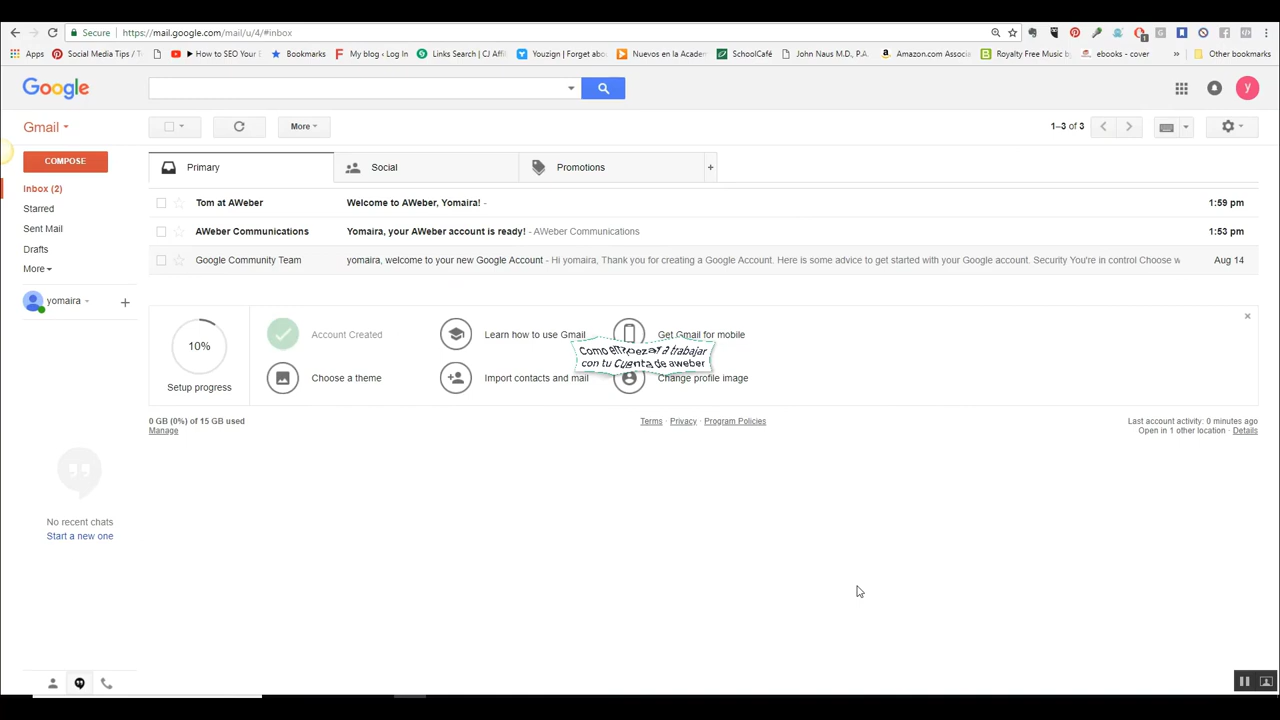 Secure
https://mail.google.com/mail/u/4/#inbox
Apps
Social Media Tips / T
How to SEO Your
Bookmarks
My blog ‹ Log In
Links Search | CJ Affil
Youzign | Forget abou
Nuevos en la Academ
SchoolCafé
John Naus M.D., P.A.
Amazon.com Associa
Royalty Free Music by
ebooks - cover
Other bookmarks
Google
y
Gmail
More
1–3 of 3
COMPOSE
Primary
Social
Promotions
+
Inbox (2)
Starred
Sent Mail
Drafts
More
yomaira
+
Tom at AWeber
Welcome to AWeber, Yomaira! -
1:59 pm
AWeber Communications
Yomaira, your AWeber account is ready! - AWeber Communications
1:53 pm
Google Community Team
yomaira, welcome to your new Google Account - Hi yomaira, Thank you for creating a Google Account. Here is some advice to get started with your Google account. Security You're in control Choose w
Aug 14
10%
Setup progress
Account Created
Learn how to use Gmail
Get Gmail for mobile
Choose a theme
Import contacts and mail
Change profile image
Como empezar a trabajar
con tu Cuenta de aweber
0 GB (0%) of 15 GB used
Manage
Terms · Privacy · Program Policies
Last account activity: 0 minutes ago
Open in 1 other location · Details
No recent chats
Start a new one